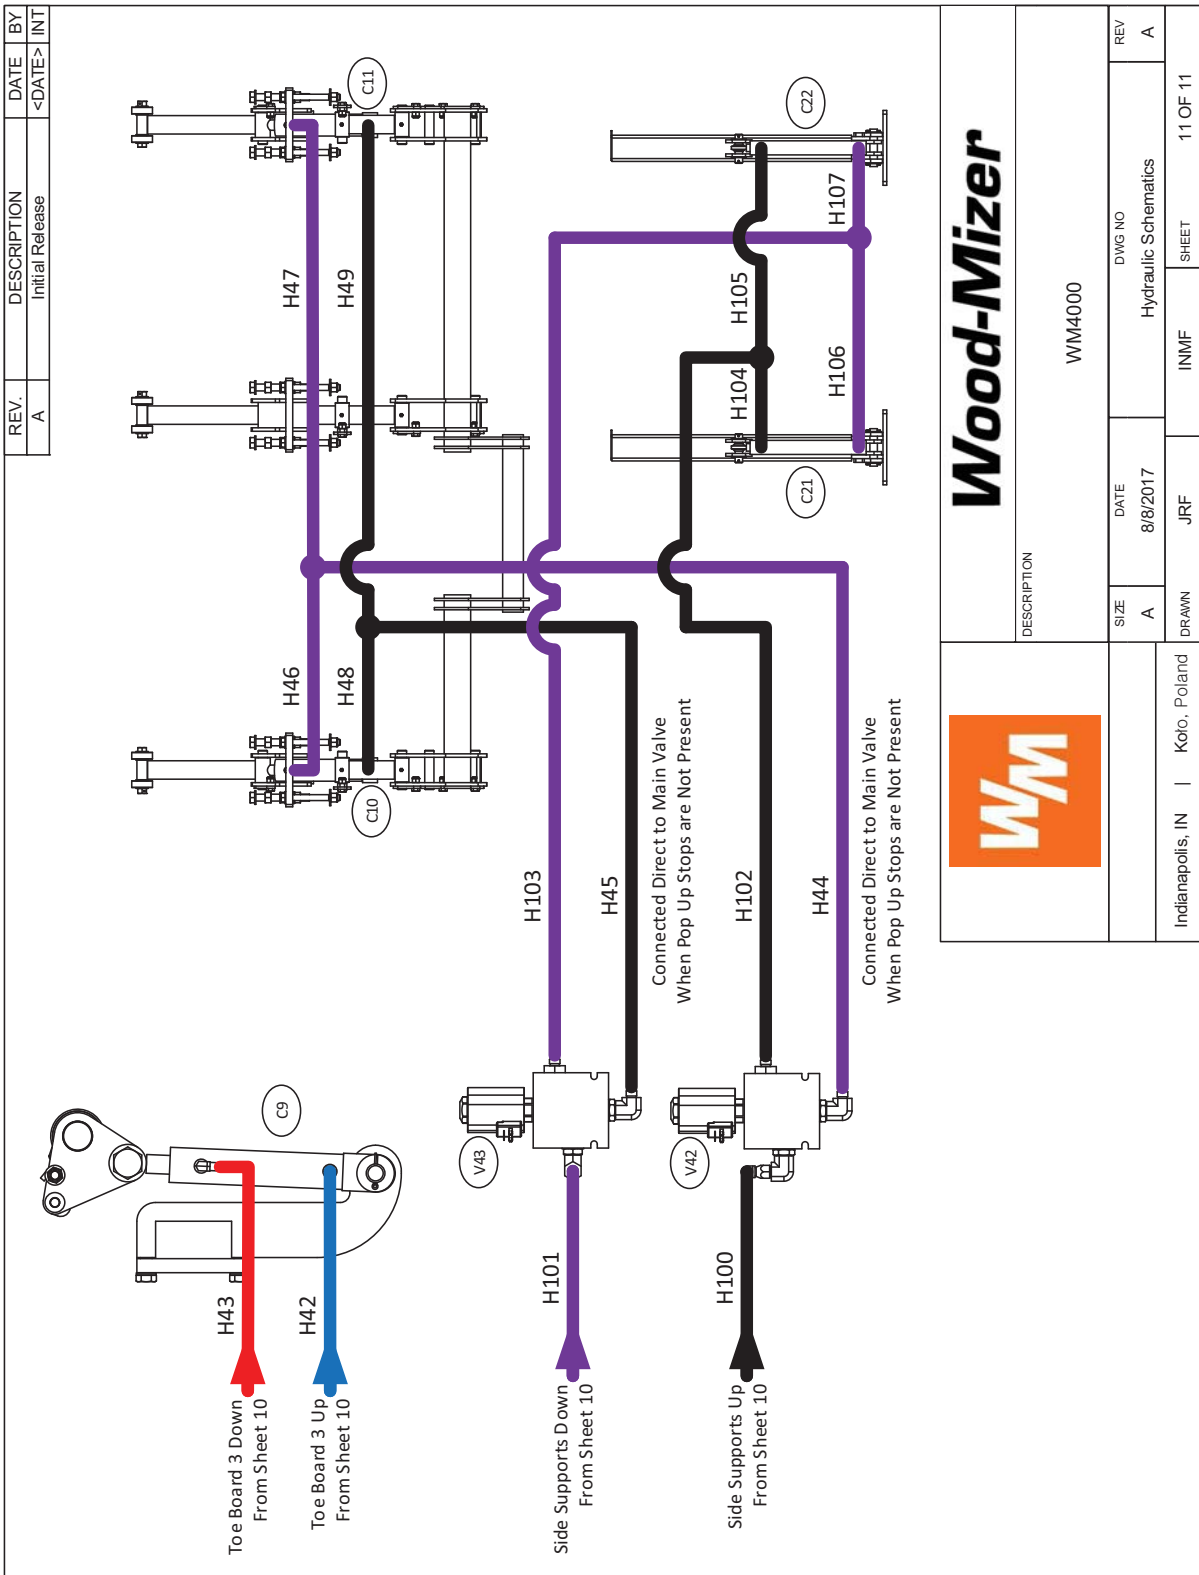 REV.
DESCRIPTION
DATE
BY
A
Initial Release
<DATE>
INT
Toe Board 3 Down
From Sheet 10
H43
Toe Board 3 Up
From Sheet 10
H42
C9
H46
H47
H48
H49
C10
C11
Side Supports Down
From Sheet 10
H101
V43
H103
H45
Connected Direct to Main Valve
When Pop Up Stops are Not Present
Side Supports Up
From Sheet 10
H100
V42
H102
H44
Connected Direct to Main Valve
When Pop Up Stops are Not Present
H104
H105
H106
H107
C21
C22
WM
Wood-Mizer
DESCRIPTION
WM4000
SIZE
A
DATE
8/8/2017
DWG NO
Hydraulic Schematics
REV
A
Indianapolis, IN | Koło, Poland
DRAWN
JRF
INMF
SHEET
11 OF 11